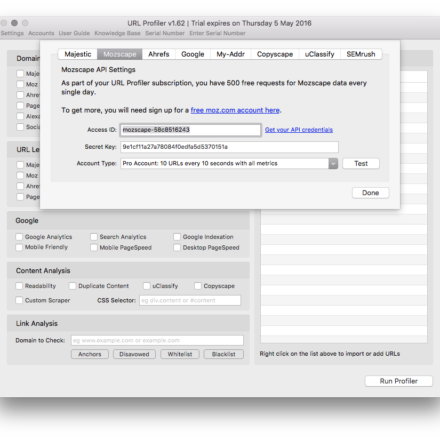 URL Profiler v1.62 | Trial expires on Thursday 5 May 2016
Settings Accounts User Guide Knowledge Base Serial Number Enter Serial Number
Majestic Mozscape Ahrefs Google My-Addr Copyscape uClassify SEMrush
Mozscape API Settings
As part of your URL Profiler subscription, you have 500 free requests for Mozscape data every
single day.
To get more, you will need sign up for a free moz.com account here.
Access ID: mozscape-58c8516243 Get your API credentials
Secret Key: 9e1cf11a27a78084f0edfa5d5370151a
Account Type: Pro Account: 10 URLs every 10 seconds with all metrics Test
Done
Domain
Maje
Moz
Ahre
Page
Alexa
Socia
URL Le
Maje
Moz
Ahre
Page
Google
Google Analytics Search Analytics Google Indexation
Mobile Friendly Mobile PageSpeed Desktop PageSpeed
Content Analysis
Readability Duplicate Content uClassify Copyscape
Custom Scraper CSS Selector: eg div.content or #content
Link Analysis
Domain to Check: eg www.example.com or example.com
Anchors Disavowed Whitelist Blacklist
Right click on the list above to import or add URLs
Run Profiler